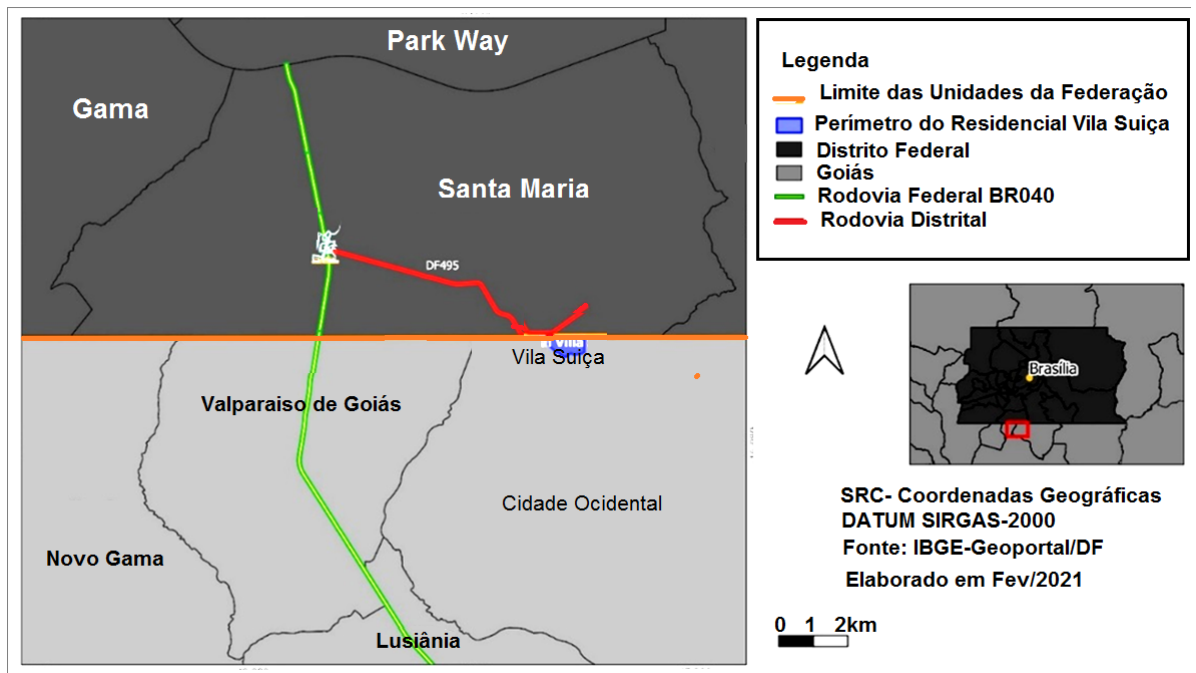 Park Way
Gama
Santa Maria
DF495
Villa
Vila Suiça
Valparaiso de Goiás
Cidade Ocidental
Novo Gama
Lusiânia
Legenda
Limite das Unidades da Federação
Perímetro do Residencial Vila Suiça
Distrito Federal
Goiás
Rodovia Federal BR040
Rodovia Distrital
Brasília
SRC- Coordenadas Geográficas
DATUM SIRGAS-2000
Fonte: IBGE-Geoportal/DF
Elaborado em Fev/2021
0 1 2km